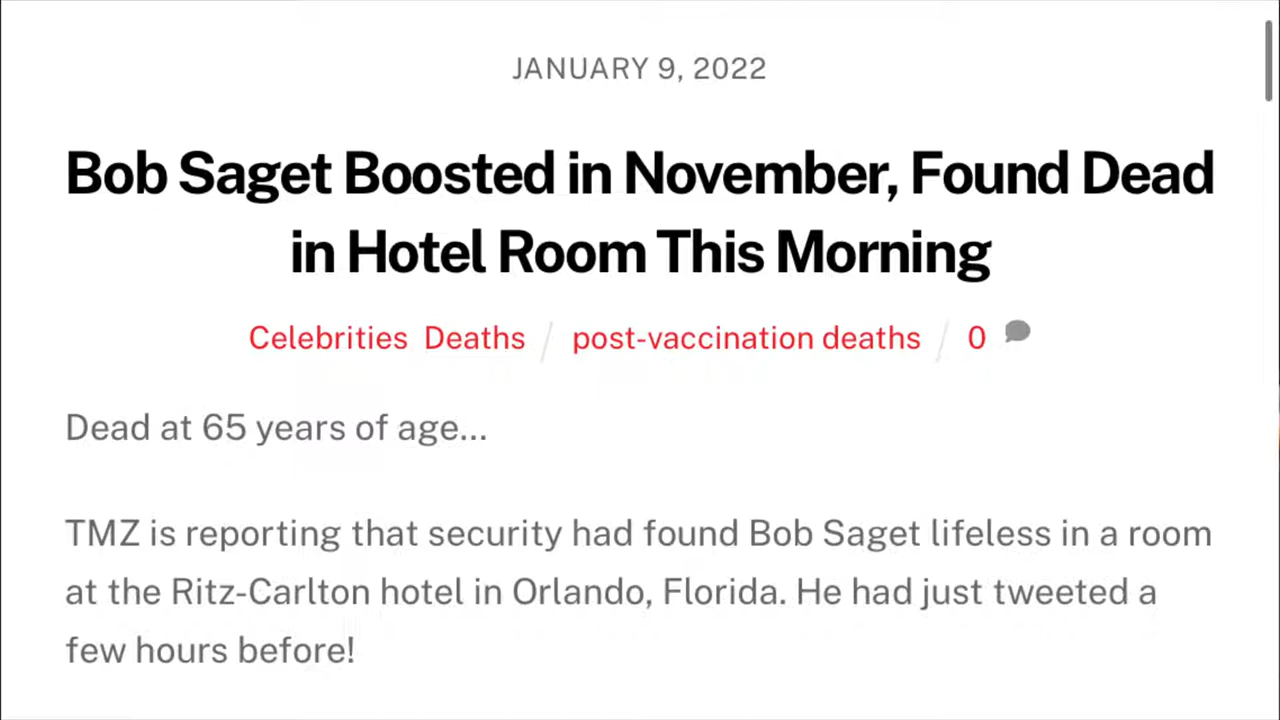 JANUARY 9, 2022
Bob Saget Boosted in November, Found Dead
in Hotel Room This Morning
Celebrities Deaths / post-vaccination deaths / 0
Dead at 65 years of age...
TMZ is reporting that security had found Bob Saget lifeless in a room
at the Ritz-Carlton hotel in Orlando, Florida. He had just tweeted a
few hours before!